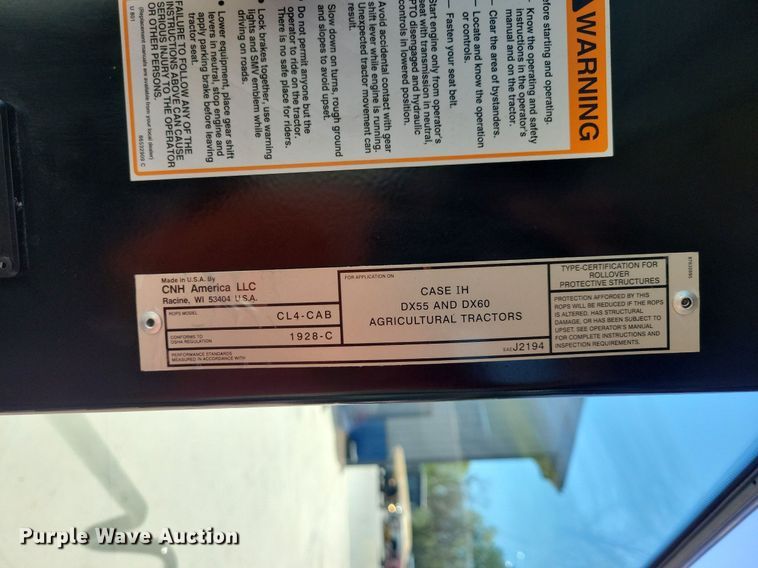 WARNING
efore starting and operating,
Know the operating and safety
instructions in the operator's
manual and on the tractor.
— Clear the area of bystanders.
— Locate and know the operation
or controls.
— Fasten your seat belt.
Start engine only from operator's
seat with transmission in neutral,
PTO disengaged and hydraulic
controls in lowered position.
Avoid accidental contact with gear
shift lever while engine is running.
Unexpected tractor movement can
result.
Slow down on turns, rough ground
and slopes to avoid upset.
Do not permit anyone but the
operator to ride on the tractor.
There is no safe place for riders.
• Lock brakes together, use warning
lights and SMV emblem while
driving on roads.
• Lower equipment, place gear shift
levers in neutral, stop engine and
apply parking brake before leaving
tractor seat.
FAILURE TO FOLLOW ANY OF THE
INSTRUCTIONS ABOVE CAN CAUSE
SERIOUS INJURY TO THE OPERATOR
OR OTHER PERSONS.
(Replacement manuals are available from your local dealer)
U 801
Made in U.S.A. By
CNH America LLC
Racine, WI 53404 U.S.A.
ROPS MODEL CL4-CAB
CONFORMS TO
OSHA REGULATION 1928-C
PERFORMANCE STANDARDS
MEASURED IN ACCORDANCE WITH
SAE J2194
FOR APPLICATION ON
CASE IH
DX55 AND DX60
AGRICULTURAL TRACTORS
TYPE-CERTIFICATION FOR
ROLLOVER
PROTECTIVE STRUCTURES
PROTECTION AFFORDED BY THIS
ROPS WILL BE REDUCED IF THE ROPS
IS ALTERED, HAS STRUCTURAL
DAMAGE, OR HAS BEEN SUBJECT TO
UPSET. SEE OPERATOR'S MANUAL
FOR COMPLETE INSTRUCTIONS AND
INSPECTION REQUIREMENTS.
Purple Wave Auction